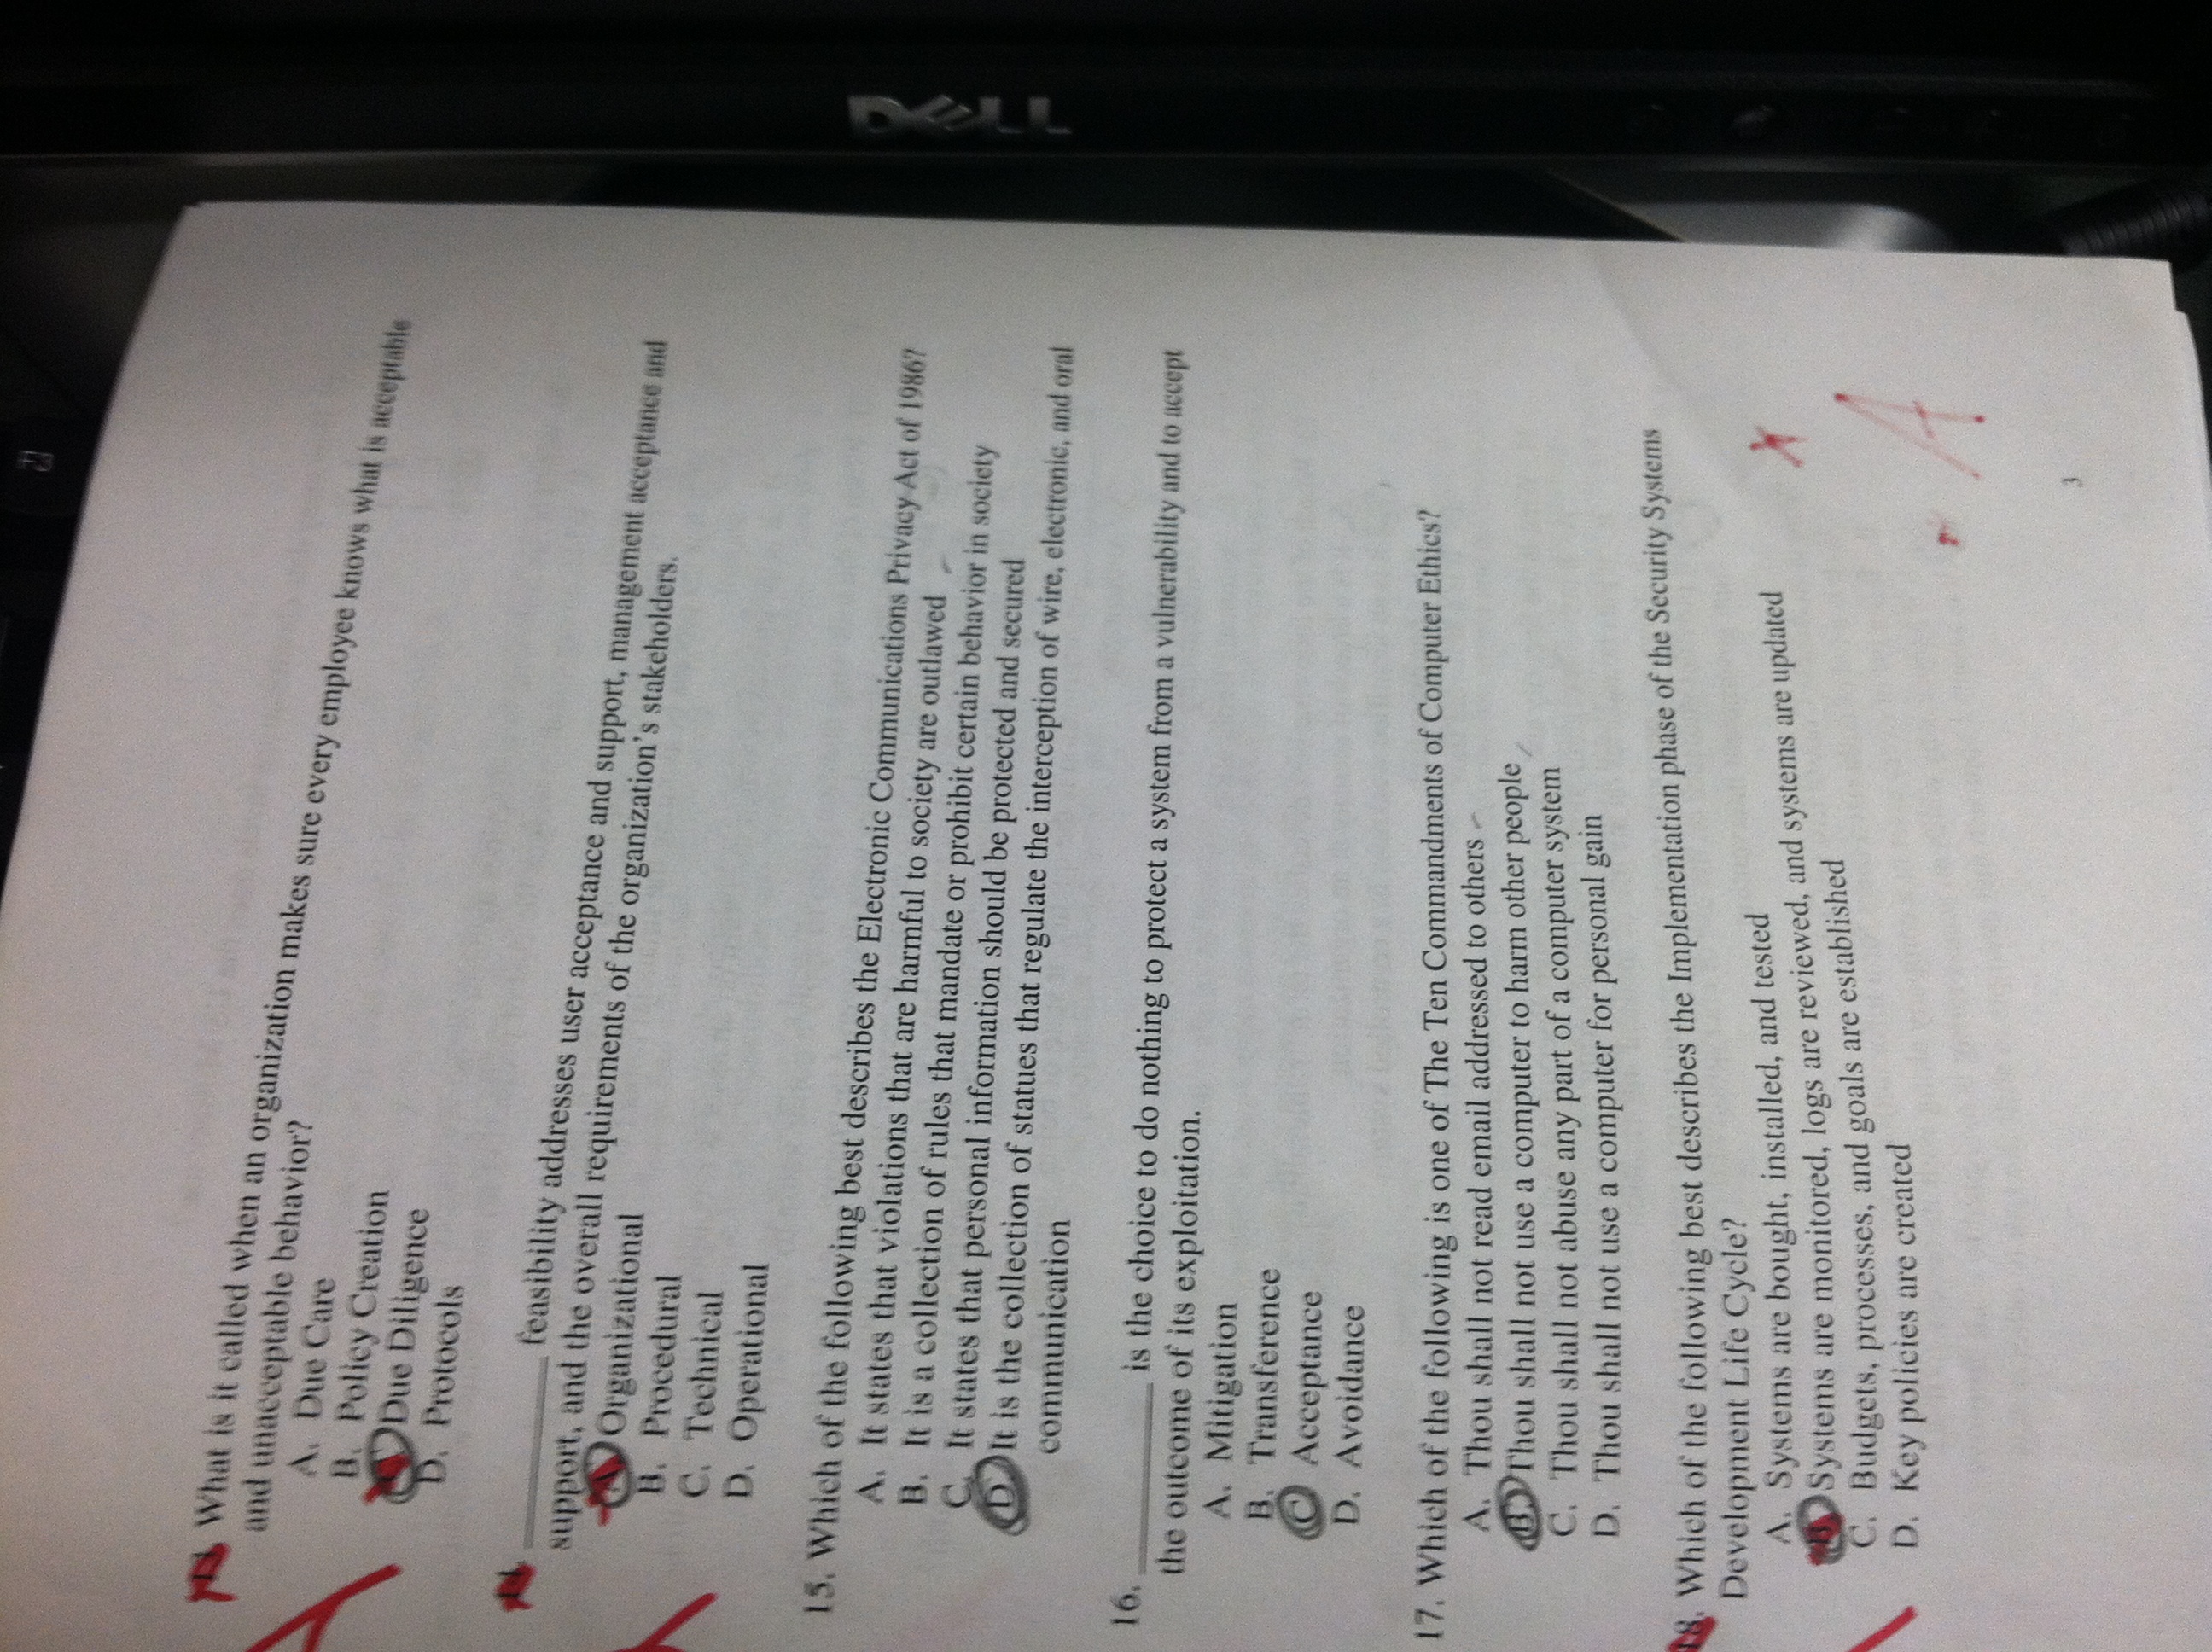 13. What is it called when an organization makes sure every employee knows what is acceptable
and unacceptable behavior?
A. Due Care
B. Policy Creation
C. Due Diligence
D. Protocols
14. __________ feasibility addresses user acceptance and support, management acceptance and
support, and the overall requirements of the organization's stakeholders.
A. Organizational
B. Procedural
C. Technical
D. Operational
15. Which of the following best describes the Electronic Communications Privacy Act of 1986?
A. It states that violations that are harmful to society are outlawed
B. It is a collection of rules that mandate or prohibit certain behavior in society
C. It states that personal information should be protected and secured
D. It is the collection of statues that regulate the interception of wire, electronic, and oral
communication
16. __________ is the choice to do nothing to protect a system from a vulnerability and to accept
the outcome of its exploitation.
A. Mitigation
B. Transference
C. Acceptance
D. Avoidance
17. Which of the following is one of The Ten Commandments of Computer Ethics?
A. Thou shall not read email addressed to others
B. Thou shall not use a computer to harm other people
C. Thou shall not abuse any part of a computer system
D. Thou shall not use a computer for personal gain
18. Which of the following best describes the Implementation phase of the Security Systems
Development Life Cycle?
A. Systems are bought, installed, and tested
B. Systems are monitored, logs are reviewed, and systems are updated
C. Budgets, processes, and goals are established
D. Key policies are created
A
3
DELL